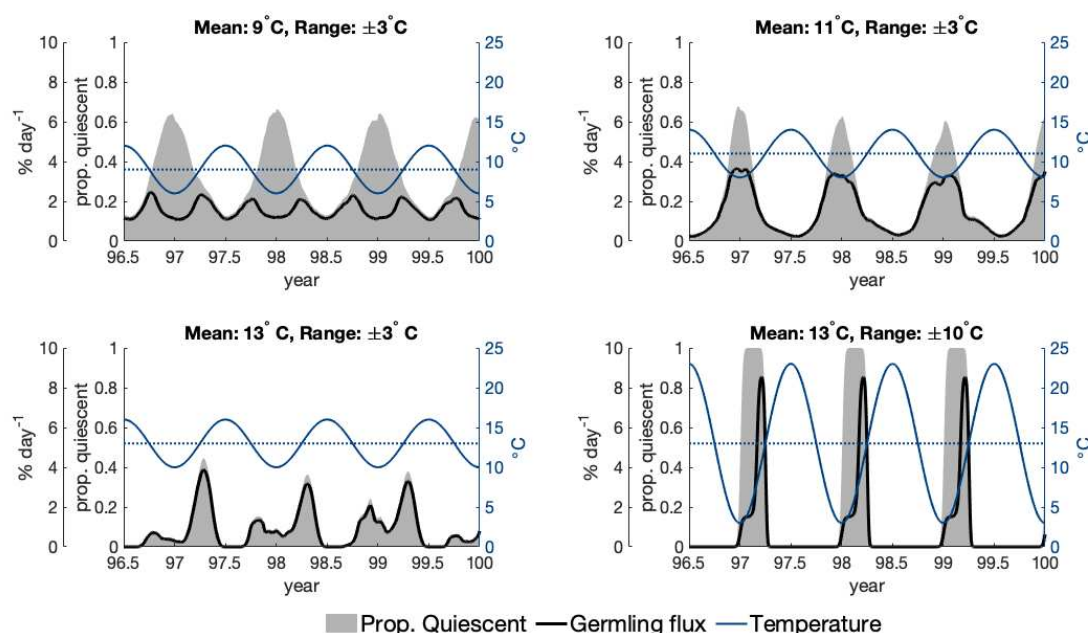 Mean: 9°C, Range: ±3°C
10
8
6
4
2
0
% day⁻¹
1
0.8
0.6
0.4
0.2
0
prop. quiescent
25
20
15
10
5
0
°C
96.5 97 97.5 98 98.5 99 99.5 100
year
Mean: 11°C, Range: ±3°C
10
8
6
4
2
0
% day⁻¹
1
0.8
0.6
0.4
0.2
0
prop. quiescent
25
20
15
10
5
0
°C
96.5 97 97.5 98 98.5 99 99.5 100
year
Mean: 13°C, Range: ±3°C
10
8
6
4
2
0
% day⁻¹
1
0.8
0.6
0.4
0.2
0
prop. quiescent
25
20
15
10
5
0
°C
96.5 97 97.5 98 98.5 99 99.5 100
year
Mean: 13°C, Range: ±10°C
10
8
6
4
2
0
% day⁻¹
1
0.8
0.6
0.4
0.2
0
prop. quiescent
25
20
15
10
5
0
°C
96.5 97 97.5 98 98.5 99 99.5 100
year
Prop. Quiescent Germling flux Temperature